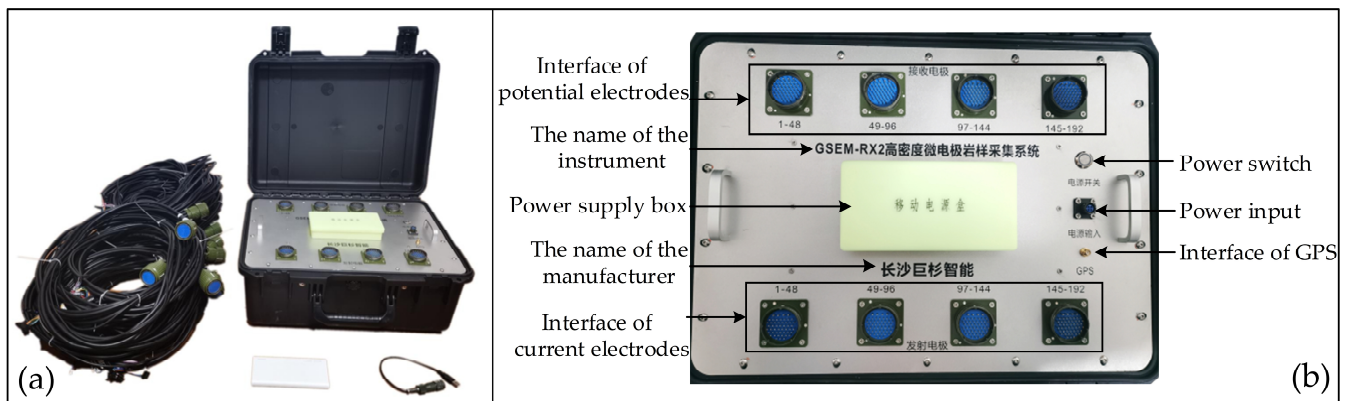 (a)
Interface of
potential electrodes
The name of the
instrument
Power supply box
The name of the
manufacturer
Interface of
current electrodes
接收电极
1-48 49-96 97-144 145-192
GSEM-RX2高密度微电极岩样采集系统
移动电源盒
长沙巨杉智能
1-48 49-96 97-144 145-192
发射电极
电源开关
电源输入
GPS
Power switch
Power input
Interface of GPS
(b)